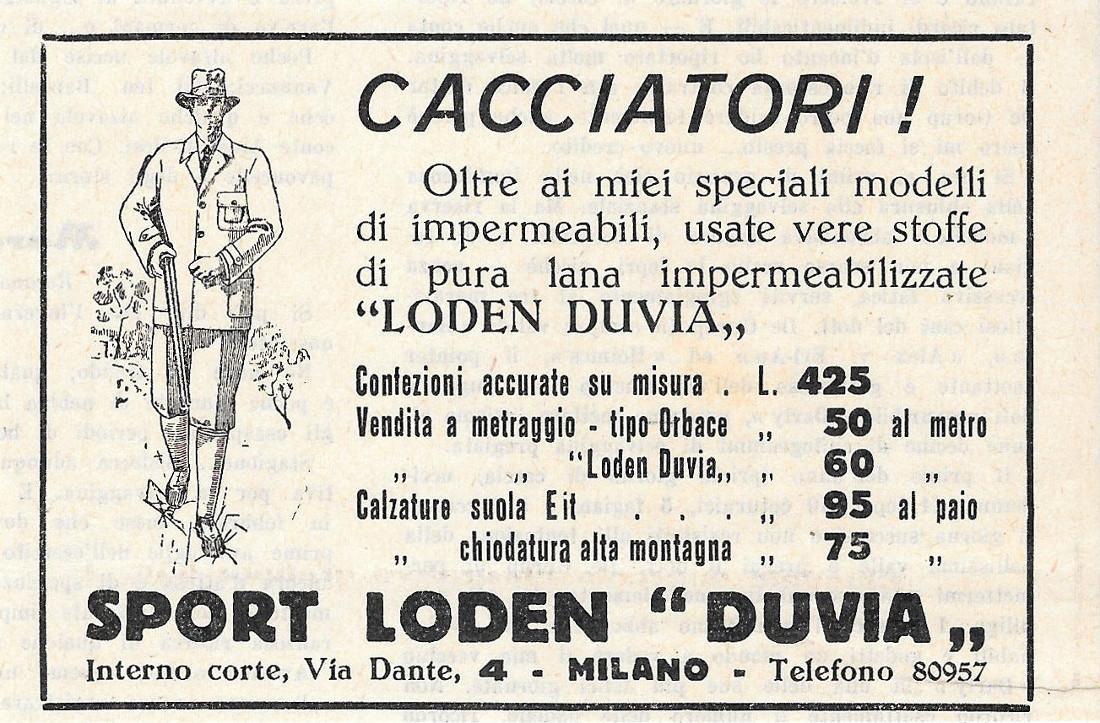 CACCIATORI!
Oltre ai miei speciali modelli
di impermeabili, usate vere stoffe
di pura lana impermeabilizzate
“LODEN DUVIA„
Confezioni accurate su misura . L. 425
Vendita a metraggio - tipo Orbace „ 50 al metro
„ „ “Loden Duvia„ „ 60 „
Calzature suola Eit . . . „ 95 al paio
„ chiodatura alta montagna „ 75 „
SPORT LODEN “DUVIA„
Interno corte, Via Dante, 4 - MILANO - Telefono 80957